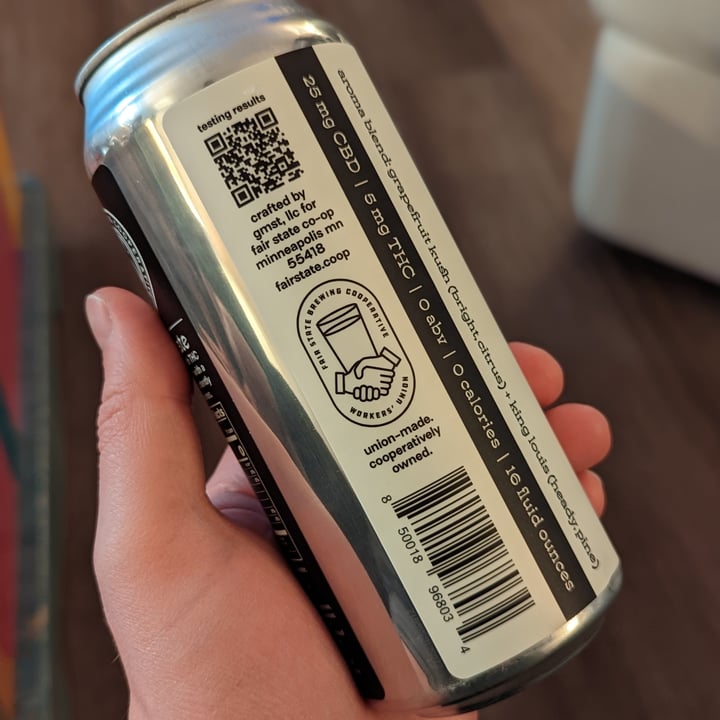 testing results
crafted by
gmst, llc for
fair state co-op
minneapolis mn
55418
fairstate.coop
FAIR STATE BREWING COOPERATIVE
WORKERS' UNION
union-made.
cooperatively
owned.
8 50018 96803 4
25 mg CBD | 5 mg THC | 0 abv | 0 calories | 16 fluid ounces
aroma blend: grapefruit kush (bright, citrus) + king louis (heady, pine)